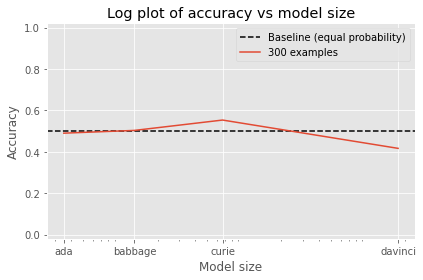 Log plot of accuracy vs model size
Baseline (equal probability)
300 examples
Accuracy
1.0
0.8
0.6
0.4
0.2
0.0
ada babbage curie davinci
Model size